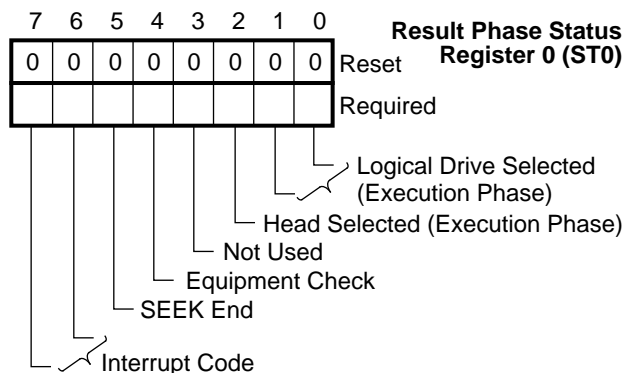 7 6 5 4 3 2 1 0
Result Phase Status
Register 0 (ST0)
0 0 0 0 0 0 0 0 Reset
Required
Logical Drive Selected
(Execution Phase)
Head Selected (Execution Phase)
Not Used
Equipment Check
SEEK End
Interrupt Code